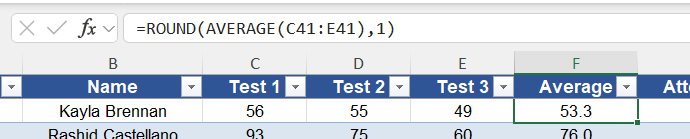 fx =ROUND(AVERAGE(C41:E41),1)
B C D E F
Name Test 1 Test 2 Test 3 Average
Kayla Brennan 56 55 49 53.3
Rashid Castellano 93 75 60 76.0